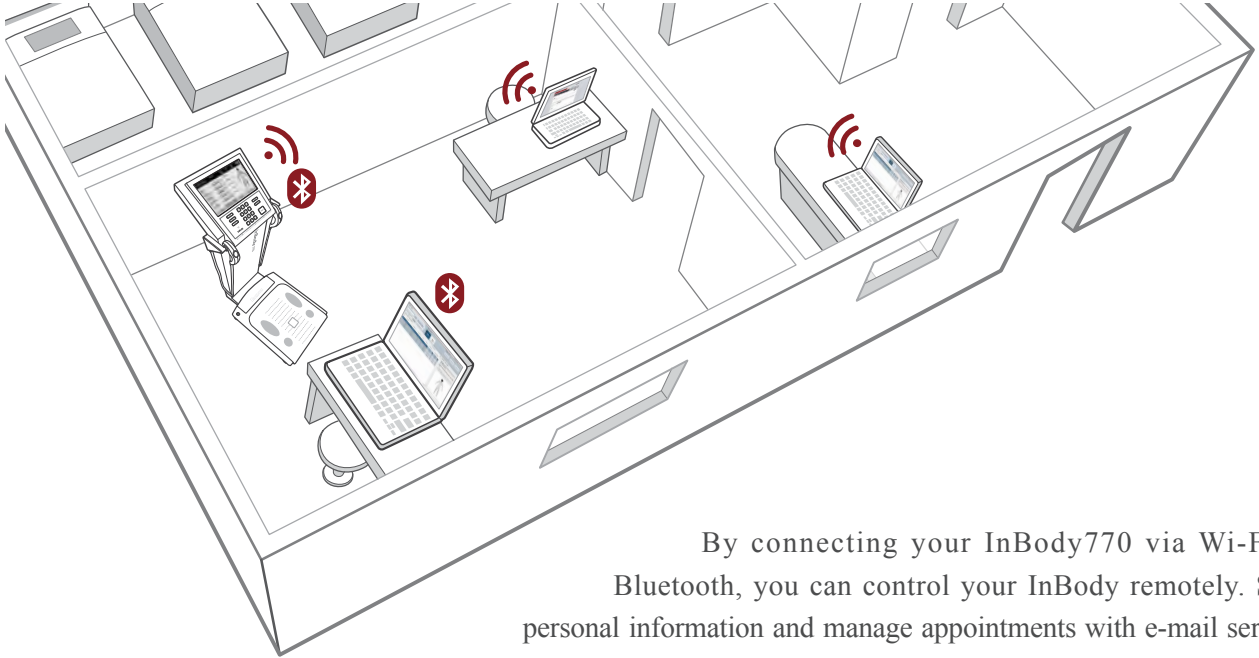 By connecting your InBody770 via Wi-F
Bluetooth, you can control your InBody remotely. S
personal information and manage appointments with e-mail ser